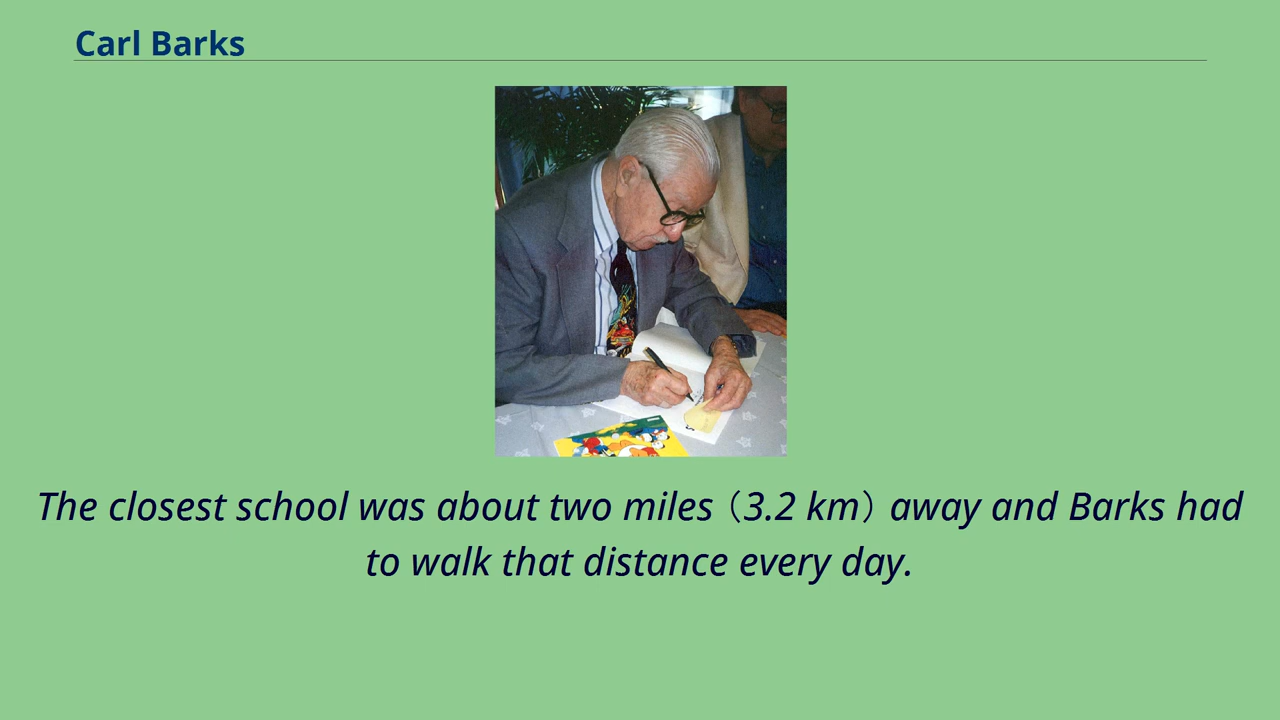 Carl Barks
The closest school was about two miles (3.2 km) away and Barks had
to walk that distance every day.